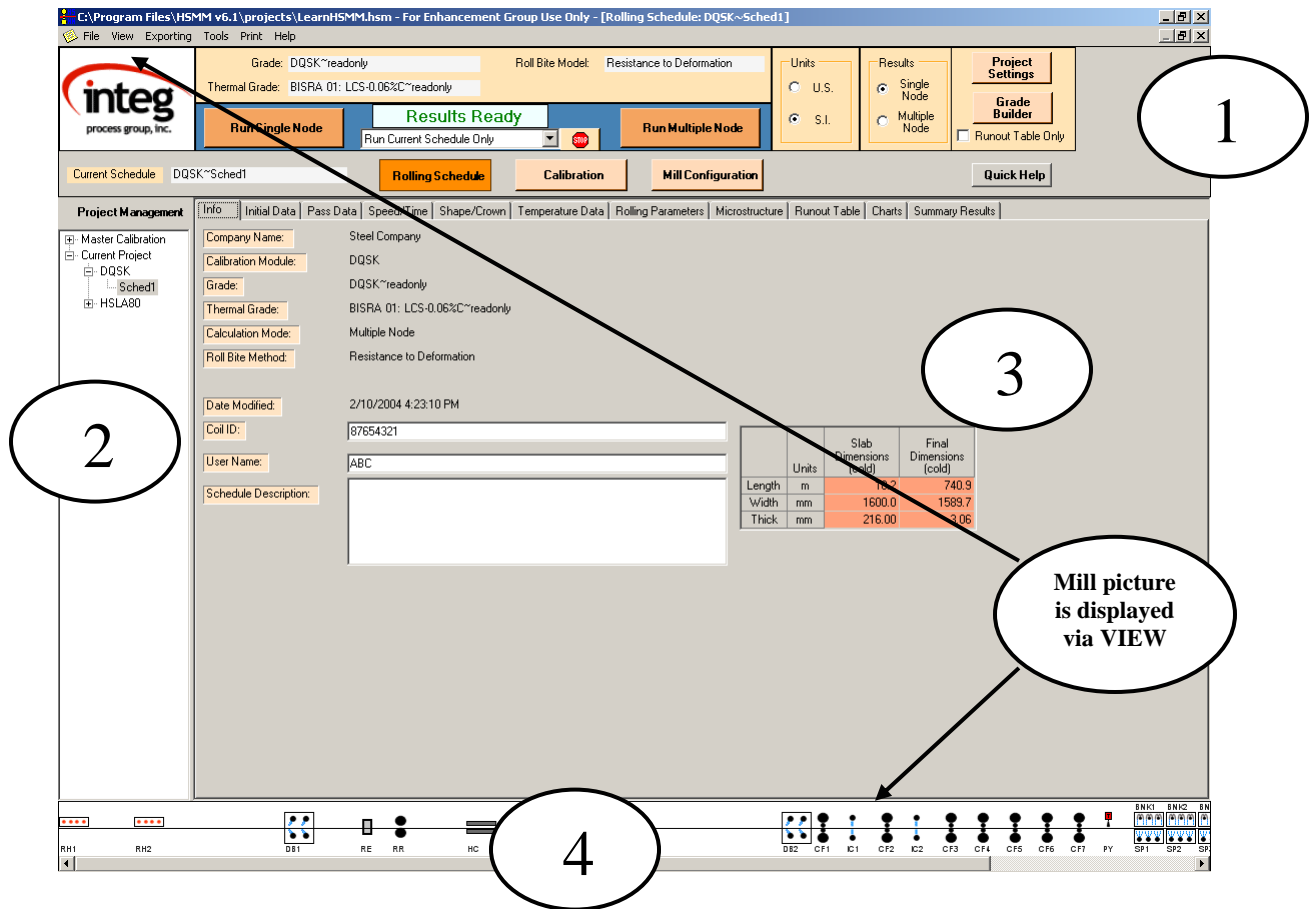 C:\Program Files\HSMM v6.1\projects\LearnHSMM.hsm - For Enhancement Group Use Only - [Rolling Schedule: DQSK~Sched1]
File View Exporting Tools Print Help
integ
process group, inc.
Grade: DQSK~readonly
Roll Bite Model: Resistance to Deformation
Thermal Grade: BISRA 01: LCS-0.06%C~readonly
Run Single Node
Results Ready
Run Current Schedule Only
STOP
Run Multiple Node
Units
U.S.
S.I.
Results
Single Node
Multiple Node
Project Settings
Grade Builder
Runout Table Only
1
Current Schedule DQSK~Sched1
Rolling Schedule
Calibration
Mill Configuration
Quick Help
Project Management
Master Calibration
Current Project
DQSK
Sched1
HSLA80
2
Info Initial Data Pass Data Speed/Time Shape/Crown Temperature Data Rolling Parameters Microstructure Runout Table Charts Summary Results
Company Name: Steel Company
Calibration Module: DQSK
Grade: DQSK~readonly
Thermal Grade: BISRA 01: LCS-0.06%C~readonly
Calculation Mode: Multiple Node
Roll Bite Method: Resistance to Deformation
Date Modified: 2/10/2004 4:23:10 PM
Coil ID: 87654321
User Name: ABC
Schedule Description:
3
Units Slab Dimensions (cold) Final Dimensions (cold)
Length m 740.9
Width mm 1600.0 1589.7
Thick mm 216.00 3.06
Mill picture
is displayed
via VIEW
4
BNK1 BNK2 BN
RH1 RH2 DB1 RE RR HC DB2 CF1 IC1 CF2 IC2 CF3 CF4 CF5 CF6 CF7 PY SP1 SP2 SP